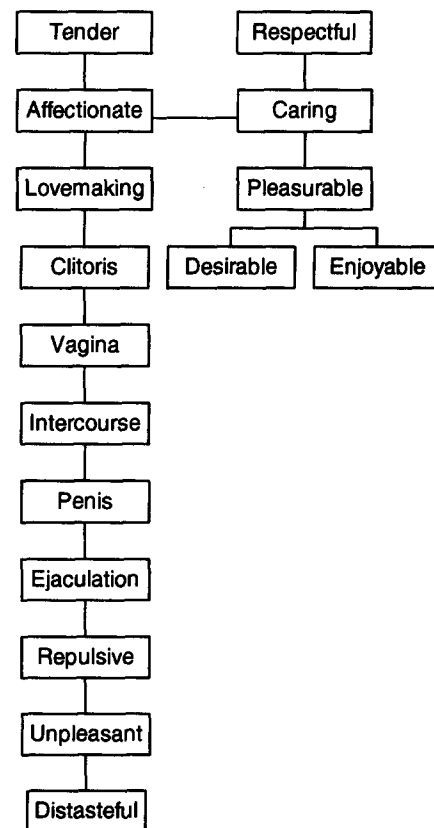 Tender
Respectful
Affectionate
Caring
Lovemaking
Pleasurable
Clitoris
Desirable
Enjoyable
Vagina
Intercourse
Penis
Ejaculation
Repulsive
Unpleasant
Distasteful